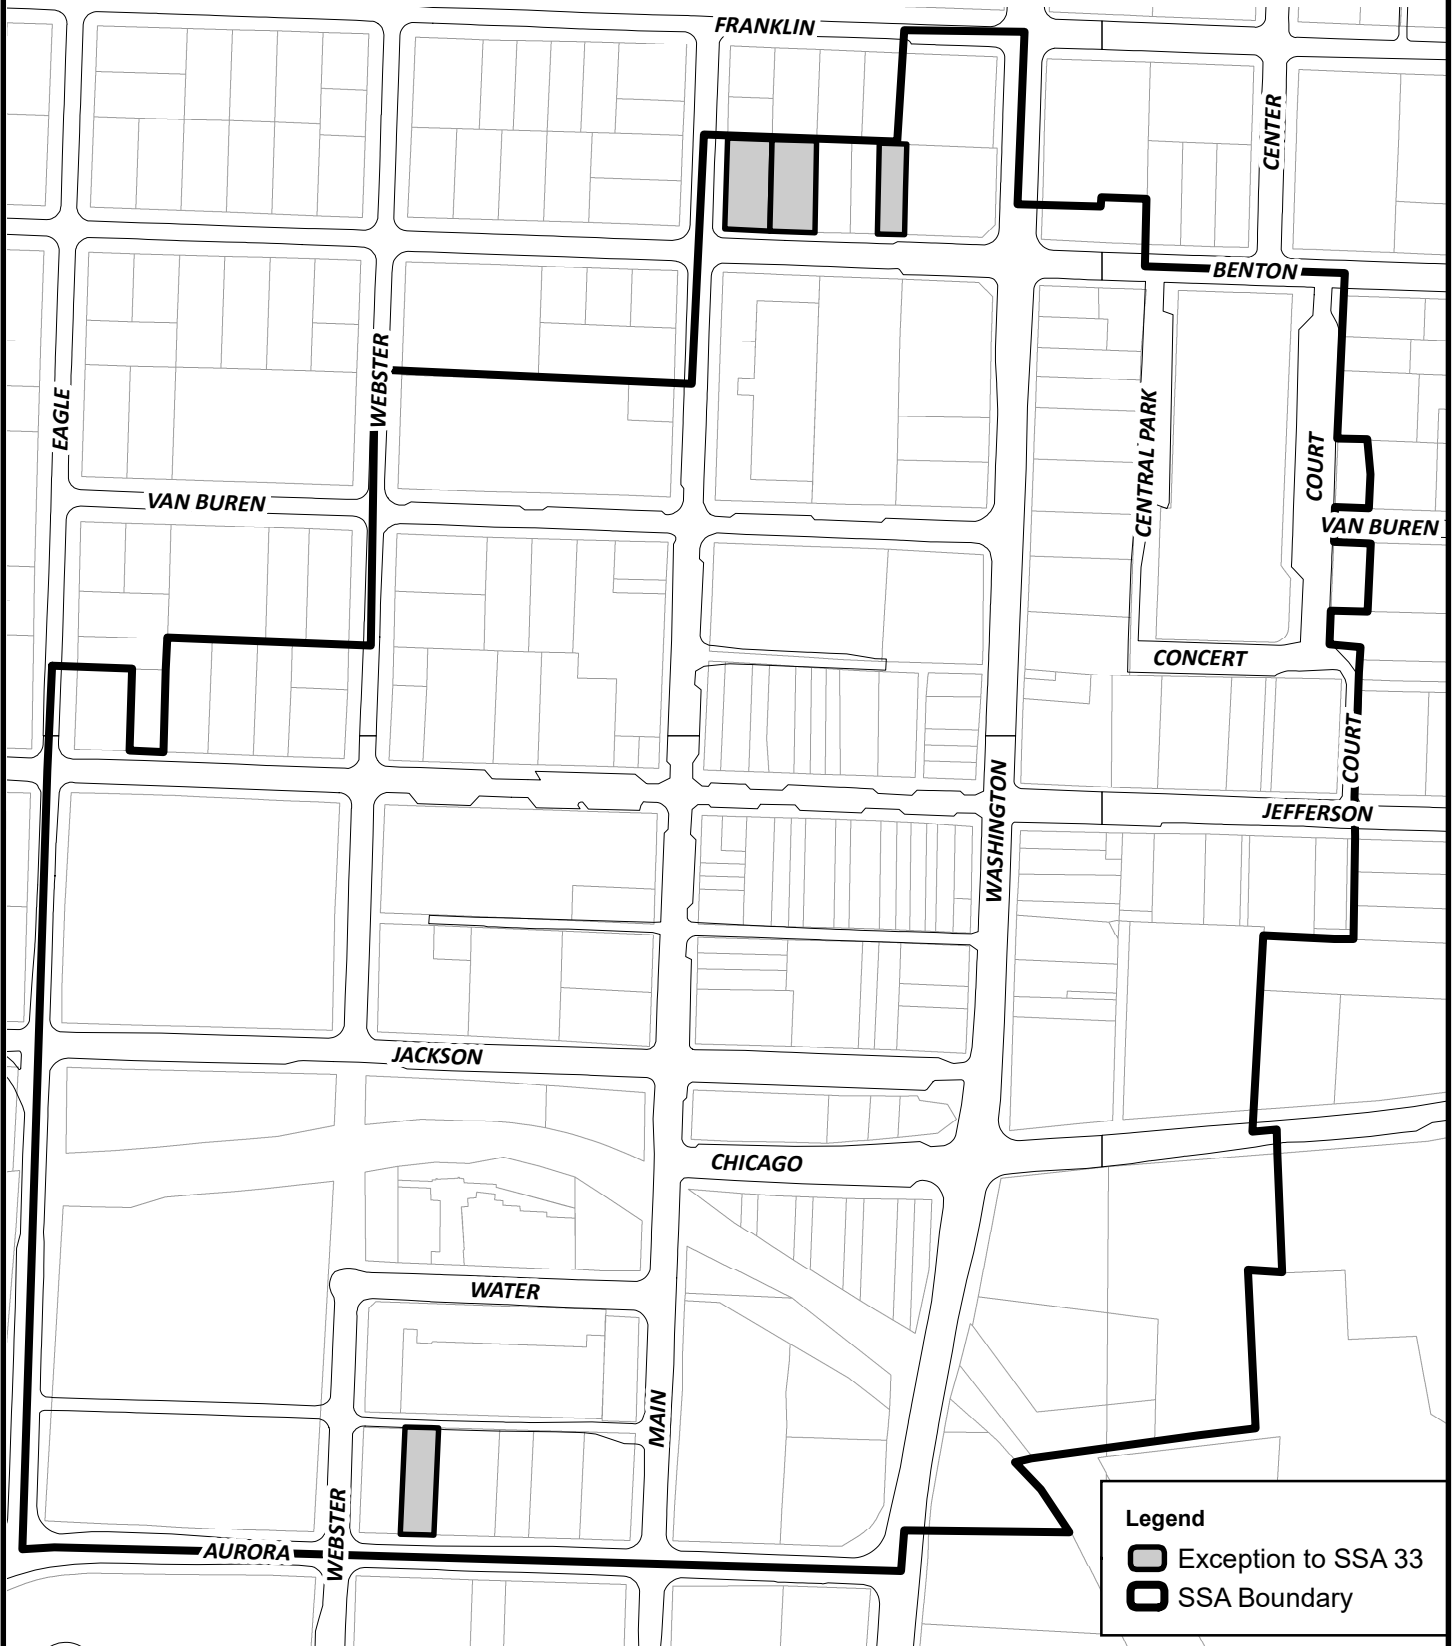 FRANKLIN
CENTER
BENTON
WEBSTER
EAGLE
CENTRAL PARK
COURT
VAN BUREN
VAN BUREN
CONCERT
COURT
WASHINGTON
JEFFERSON
JACKSON
CHICAGO
WATER
MAIN
WEBSTER
AURORA
Legend
Exception to SSA 33
SSA Boundary